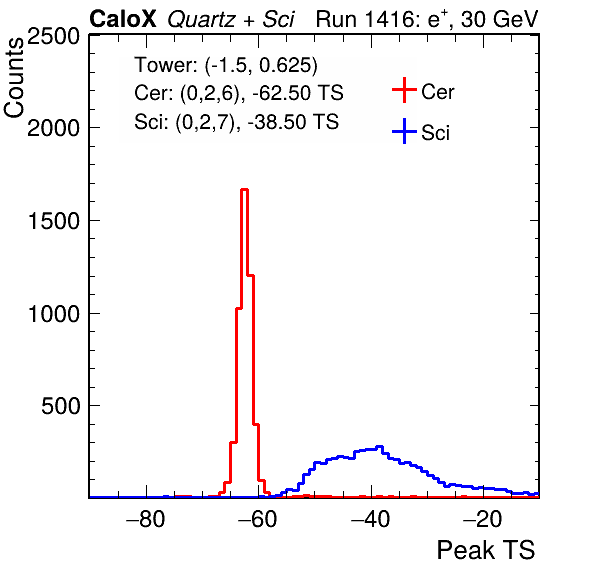 CaloX Quartz + Sci Run 1416: e⁺, 30 GeV
Counts
2500
2000
1500
1000
500
Tower: (-1.5, 0.625)
Cer: (0,2,6), -62.50 TS
Sci: (0,2,7), -38.50 TS
Cer
Sci
−80 −60 −40 −20
Peak TS